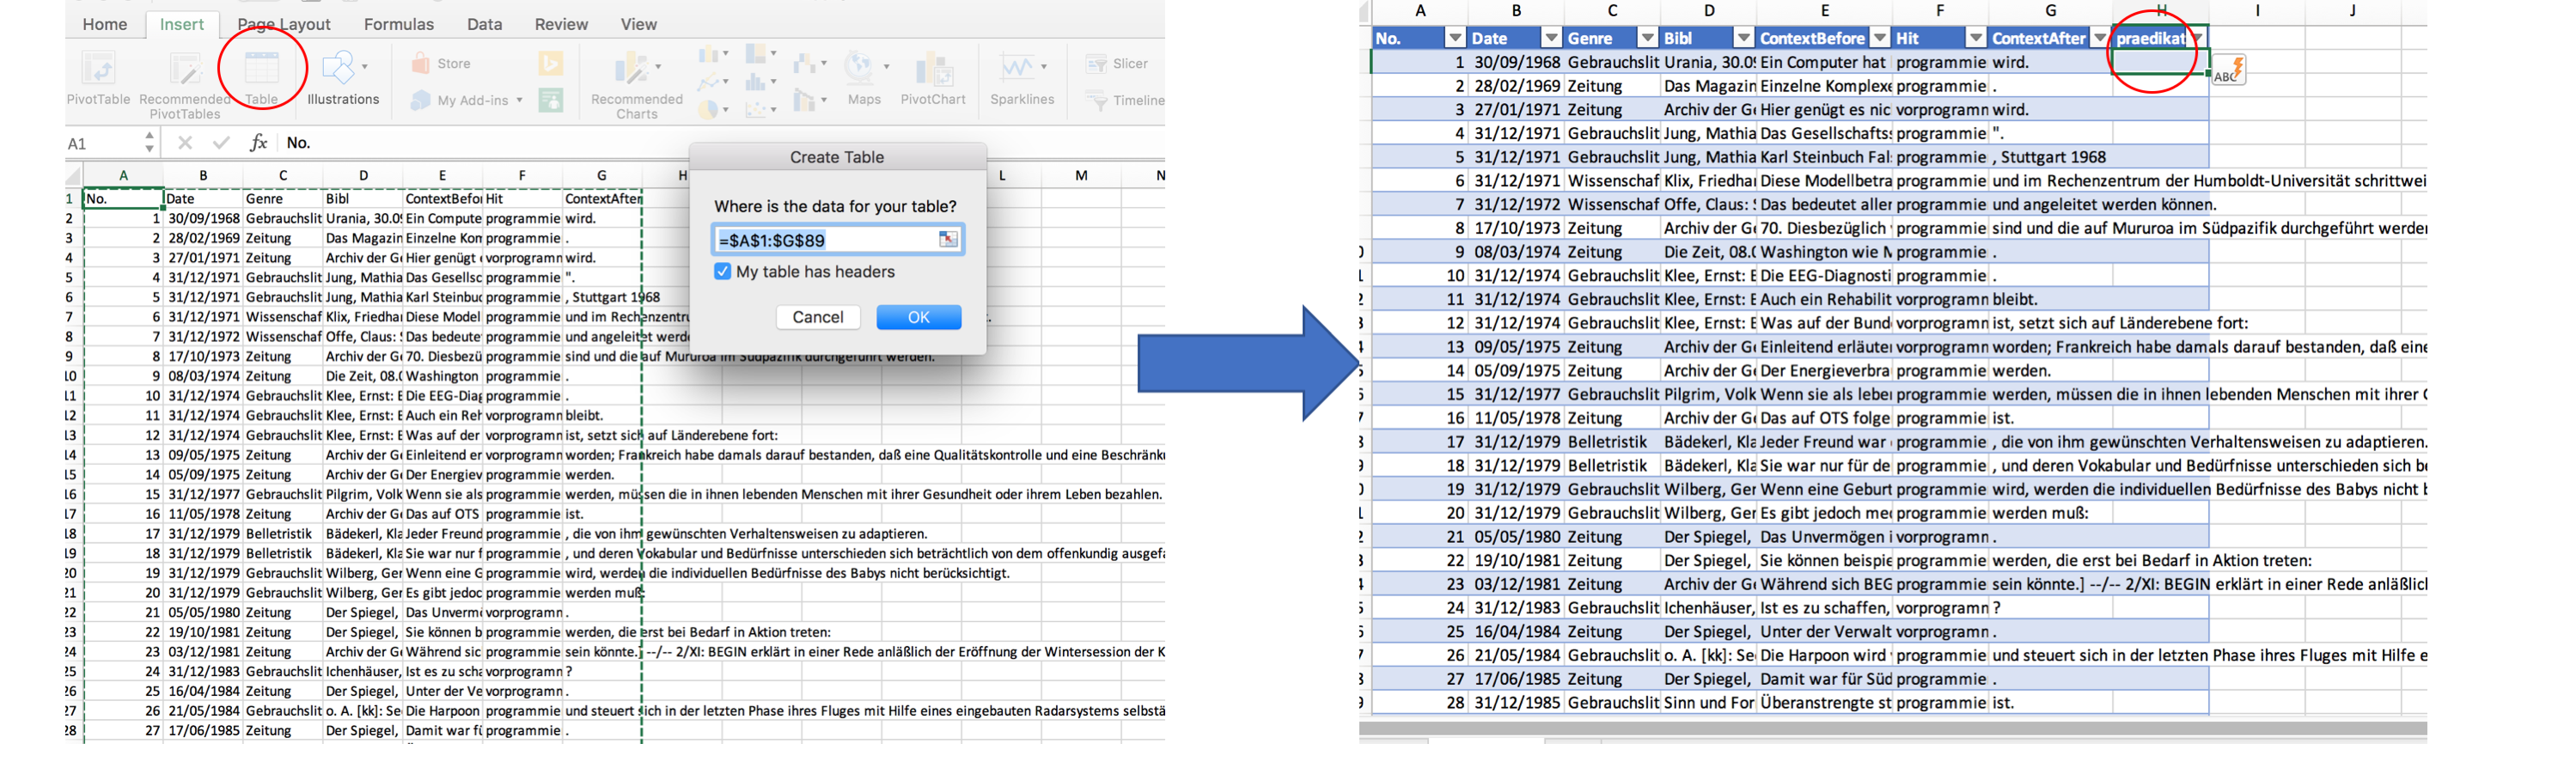 Home Insert Page Layout Formulas Data Review View
PivotTable Recommended PivotTables Table Illustrations Store My Add-ins Recommended Charts Maps PivotChart Sparklines Slicer Timeline
A1 fx No.
Create Table
Where is the data for your table?
=$A$1:$G$89
My table has headers
Cancel OK
A B C D E F G H L M N
1 No. Date Genre Bibl ContextBefo Hit ContextAfter
2 1 30/09/1968 Gebrauchslit Urania, 30.09 Ein Compute programmie wird.
3 2 28/02/1969 Zeitung Das Magazin Einzelne Kon programmie .
4 3 27/01/1971 Zeitung Archiv der Ge Hier genügt e vorprogramn wird.
5 4 31/12/1971 Gebrauchslit Jung, Mathia Das Gesellsc programmie ".
6 5 31/12/1971 Gebrauchslit Jung, Mathia Karl Steinbuc programmie , Stuttgart 1968
7 6 31/12/1971 Wissenschaf Klix, Friedhar Diese Model programmie und im Rechenzentru
8 7 31/12/1972 Wissenschaf Offe, Claus: Das bedeute programmie und angeleitet werde
9 8 17/10/1973 Zeitung Archiv der Ge 70. Diesbezü programmie sind und die auf Mururoa im Südpazifik durchgeführt werden.
10 9 08/03/1974 Zeitung Die Zeit, 08.0 Washington programmie .
11 10 31/12/1974 Gebrauchslit Klee, Ernst: E Die EEG-Diag programmie .
12 11 31/12/1974 Gebrauchslit Klee, Ernst: E Auch ein Reh vorprogramn bleibt.
13 12 31/12/1974 Gebrauchslit Klee, Ernst: E Was auf der vorprogramn ist, setzt sich auf Länderebene fort:
14 13 09/05/1975 Zeitung Archiv der Ge Einleitend er vorprogramn worden; Frankreich habe damals darauf bestanden, daß eine Qualitätskontrolle und eine Beschränku
15 14 05/09/1975 Zeitung Archiv der Ge Der Energiev programmie werden.
16 15 31/12/1977 Gebrauchslit Pilgrim, Volk Wenn sie als programmie werden, müssen die in ihnen lebenden Menschen mit ihrer Gesundheit oder ihrem Leben bezahlen.
17 16 11/05/1978 Zeitung Archiv der Ge Das auf OTS programmie ist.
18 17 31/12/1979 Belletristik Bädekerl, Kla Jeder Freund programmie , die von ihm gewünschten Verhaltensweisen zu adaptieren.
19 18 31/12/1979 Belletristik Bädekerl, Kla Sie war nur f programmie , und deren Vokabular und Bedürfnisse unterschieden sich beträchtlich von dem offenkundig ausgefa
20 19 31/12/1979 Gebrauchslit Wilberg, Ger Wenn eine G programmie wird, werden die individuellen Bedürfnisse des Babys nicht berücksichtigt.
21 20 31/12/1979 Gebrauchslit Wilberg, Ger Es gibt jedoc programmie werden muß:
22 21 05/05/1980 Zeitung Der Spiegel, Das Unverm vorprogramn .
23 22 19/10/1981 Zeitung Der Spiegel, Sie können b programmie werden, die erst bei Bedarf in Aktion treten:
24 23 03/12/1981 Zeitung Archiv der Ge Während sic programmie sein könnte.] --/-- 2/XI: BEGIN erklärt in einer Rede anläßlich der Eröffnung der Wintersession der K
25 24 31/12/1983 Gebrauchslit Ichenhäuser, Ist es zu scha vorprogramn ?
26 25 16/04/1984 Zeitung Der Spiegel, Unter der Ve vorprogramn .
27 26 21/05/1984 Gebrauchslit o. A. [kk]: Se Die Harpoon programmie und steuert sich in der letzten Phase ihres Fluges mit Hilfe eines eingebauten Radarsystems selbstä
28 27 17/06/1985 Zeitung Der Spiegel, Damit war fü programmie .
A B C D E F G H I J
No. Date Genre Bibl ContextBefore Hit ContextAfter praedikat
1 30/09/1968 Gebrauchslit Urania, 30.09 Ein Computer hat programmie wird.
ABC
2 28/02/1969 Zeitung Das Magazin Einzelne Komplexe programmie .
3 27/01/1971 Zeitung Archiv der Ge Hier genügt es nic vorprogramn wird.
4 31/12/1971 Gebrauchslit Jung, Mathia Das Gesellschafts programmie ".
5 31/12/1971 Gebrauchslit Jung, Mathia Karl Steinbuch Fal programmie , Stuttgart 1968
6 31/12/1971 Wissenschaf Klix, Friedhar Diese Modellbetra programmie und im Rechenzentrum der Humboldt-Universität schrittwei
7 31/12/1972 Wissenschaf Offe, Claus: Das bedeutet aller programmie und angeleitet werden können.
8 17/10/1973 Zeitung Archiv der Ge 70. Diesbezüglich programmie sind und die auf Mururoa im Südpazifik durchgeführt werder
9 08/03/1974 Zeitung Die Zeit, 08.0 Washington wie programmie .
10 31/12/1974 Gebrauchslit Klee, Ernst: E Die EEG-Diagnosti programmie .
11 31/12/1974 Gebrauchslit Klee, Ernst: E Auch ein Rehabilit vorprogramn bleibt.
12 31/12/1974 Gebrauchslit Klee, Ernst: E Was auf der Bund vorprogramn ist, setzt sich auf Länderebene fort:
13 09/05/1975 Zeitung Archiv der Ge Einleitend erläuter vorprogramn worden; Frankreich habe damals darauf bestanden, daß eine
14 05/09/1975 Zeitung Archiv der Ge Der Energieverbra programmie werden.
15 31/12/1977 Gebrauchslit Pilgrim, Volk Wenn sie als lebe programmie werden, müssen die in ihnen lebenden Menschen mit ihrer G
16 11/05/1978 Zeitung Archiv der Ge Das auf OTS folge programmie ist.
17 31/12/1979 Belletristik Bädekerl, Kla Jeder Freund war programmie , die von ihm gewünschten Verhaltensweisen zu adaptieren.
18 31/12/1979 Belletristik Bädekerl, Kla Sie war nur für de programmie , und deren Vokabular und Bedürfnisse unterschieden sich be
19 31/12/1979 Gebrauchslit Wilberg, Ger Wenn eine Geburt programmie wird, werden die individuellen Bedürfnisse des Babys nicht b
20 31/12/1979 Gebrauchslit Wilberg, Ger Es gibt jedoch me programmie werden muß:
21 05/05/1980 Zeitung Der Spiegel, Das Unvermögen i vorprogramn .
22 19/10/1981 Zeitung Der Spiegel, Sie können beispie programmie werden, die erst bei Bedarf in Aktion treten:
23 03/12/1981 Zeitung Archiv der Ge Während sich BEG programmie sein könnte.] --/-- 2/XI: BEGIN erklärt in einer Rede anläßlich
24 31/12/1983 Gebrauchslit Ichenhäuser, Ist es zu schaffen, vorprogramn ?
25 16/04/1984 Zeitung Der Spiegel, Unter der Verwalt vorprogramn .
26 21/05/1984 Gebrauchslit o. A. [kk]: Se Die Harpoon wird programmie und steuert sich in der letzten Phase ihres Fluges mit Hilfe e
27 17/06/1985 Zeitung Der Spiegel, Damit war für Süd programmie .
28 31/12/1985 Gebrauchslit Sinn und For Überanstrengte st programmie ist.